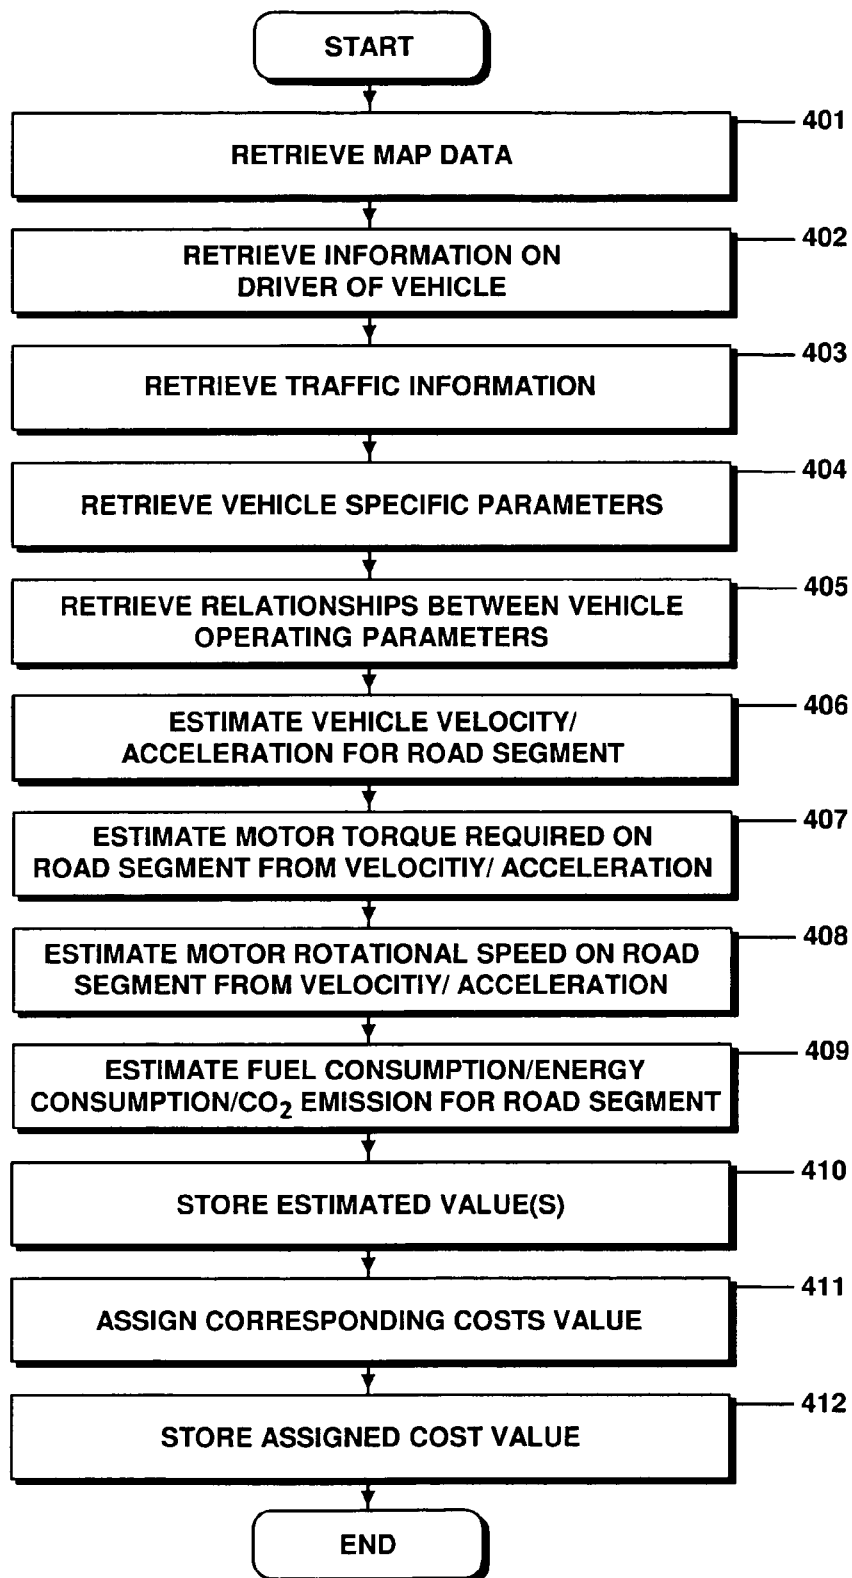 START
401
RETRIEVE MAP DATA
402
RETRIEVE INFORMATION ON
DRIVER OF VEHICLE
403
RETRIEVE TRAFFIC INFORMATION
404
RETRIEVE VEHICLE SPECIFIC PARAMETERS
405
RETRIEVE RELATIONSHIPS BETWEEN VEHICLE
OPERATING PARAMETERS
406
ESTIMATE VEHICLE VELOCITY/
ACCELERATION FOR ROAD SEGMENT
407
ESTIMATE MOTOR TORQUE REQUIRED ON
ROAD SEGMENT FROM VELOCITIY/ ACCELERATION
408
ESTIMATE MOTOR ROTATIONAL SPEED ON ROAD
SEGMENT FROM VELOCITIY/ ACCELERATION
409
ESTIMATE FUEL CONSUMPTION/ENERGY
CONSUMPTION/CO₂ EMISSION FOR ROAD SEGMENT
410
STORE ESTIMATED VALUE(S)
411
ASSIGN CORRESPONDING COSTS VALUE
412
STORE ASSIGNED COST VALUE
END